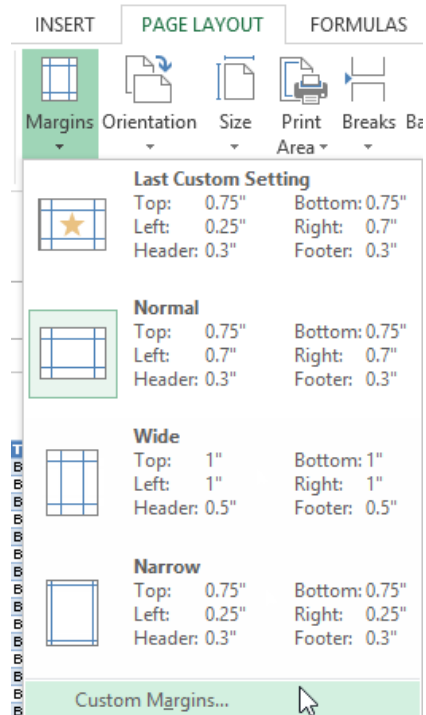 INSERT PAGE LAYOUT FORMULAS
Margins Orientation Size Print Area Breaks Ba
Last Custom Setting
Top: 0.75" Bottom: 0.75"
Left: 0.25" Right: 0.7"
Header: 0.3" Footer: 0.3"
Normal
Top: 0.75" Bottom: 0.75"
Left: 0.7" Right: 0.7"
Header: 0.3" Footer: 0.3"
Wide
Top: 1" Bottom: 1"
Left: 1" Right: 1"
Header: 0.5" Footer: 0.5"
Narrow
Top: 0.75" Bottom: 0.75"
Left: 0.25" Right: 0.25"
Header: 0.3" Footer: 0.3"
Custom Margins...